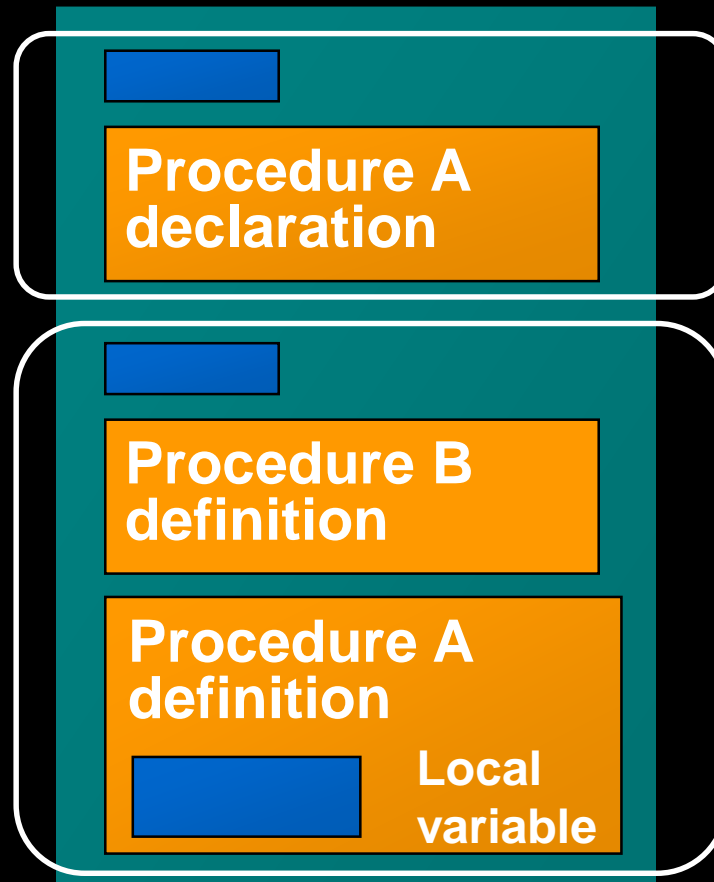 Procedure A
declaration
Procedure B
definition
Procedure A
definition
Local
variable